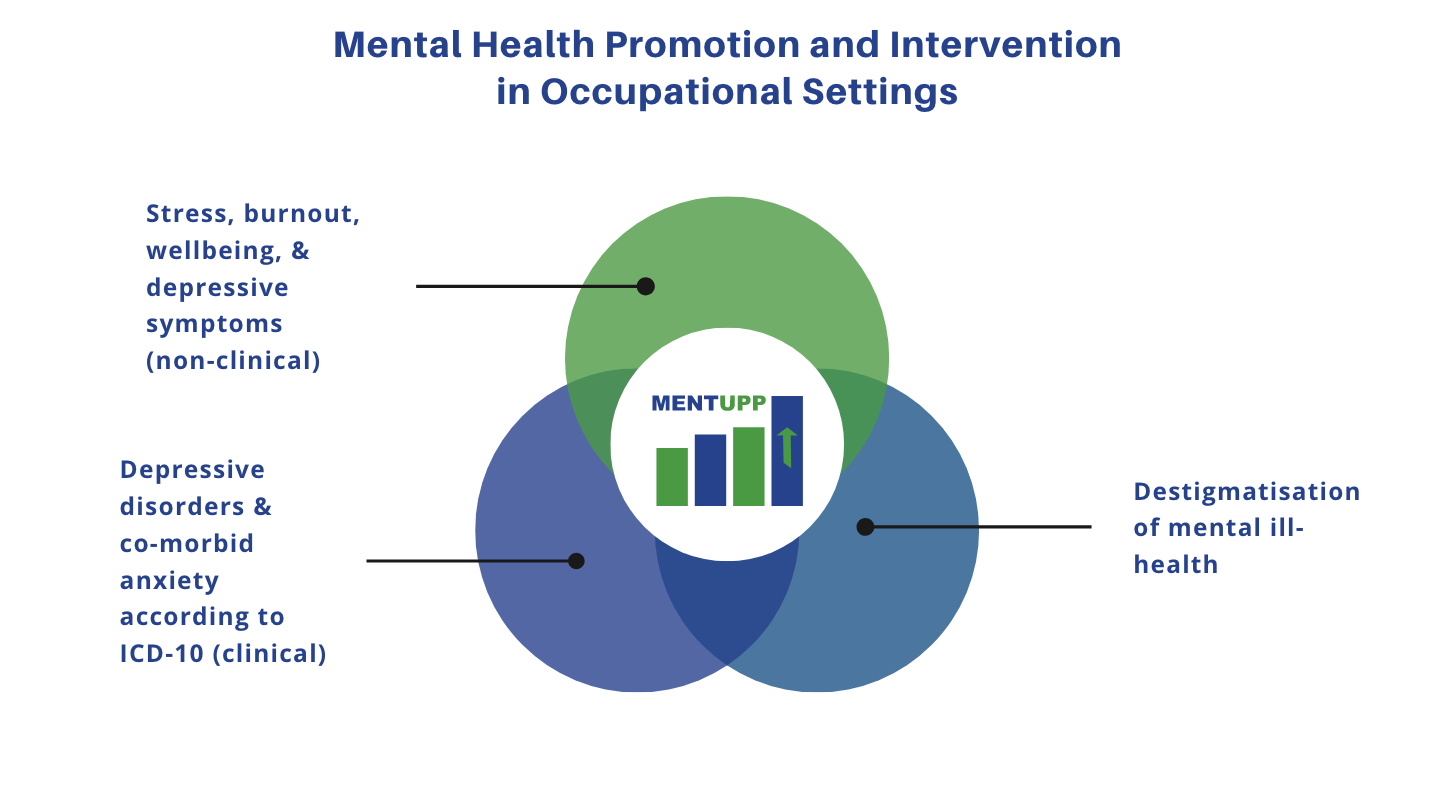 Mental Health Promotion and Intervention
in Occupational Settings
Stress, burnout,
wellbeing, &
depressive
symptoms
(non-clinical)
MENTUPP
Depressive
disorders &
co-morbid
anxiety
according to
ICD-10 (clinical)
Destigmatisation
of mental ill-
health